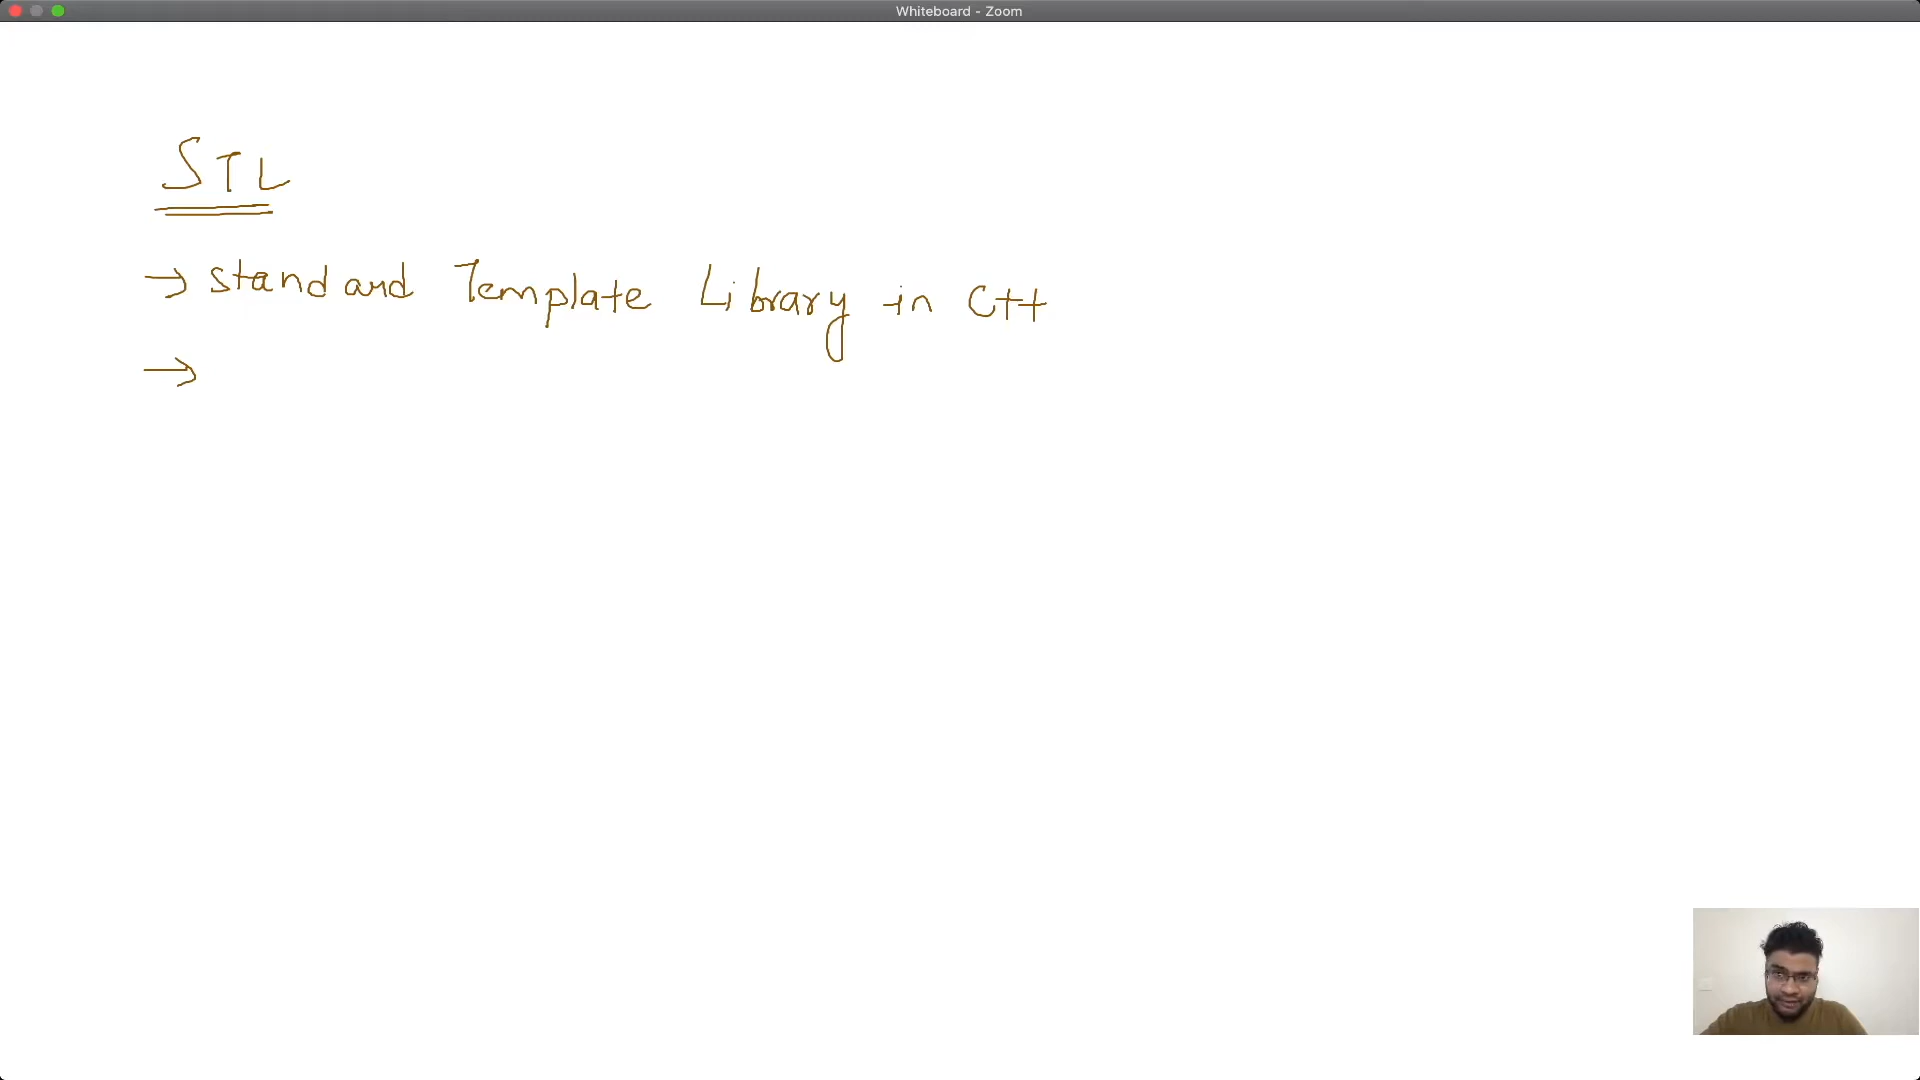 Whiteboard - Zoom
STL
→ standard Template Library in C++
→